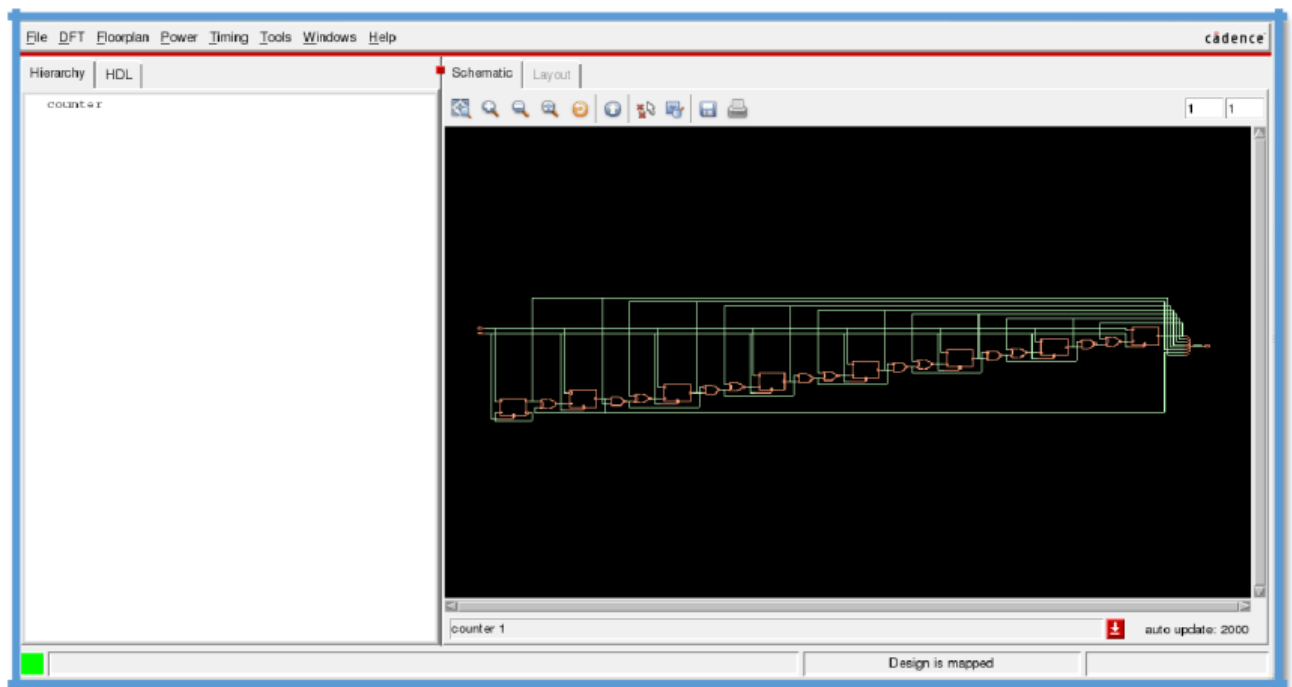 File DFT Floorplan Power Timing Tools Windows Help cādence
Hierarchy HDL
Schematic Layout
counter
1 1
counter 1 auto update: 2000
Design is mapped